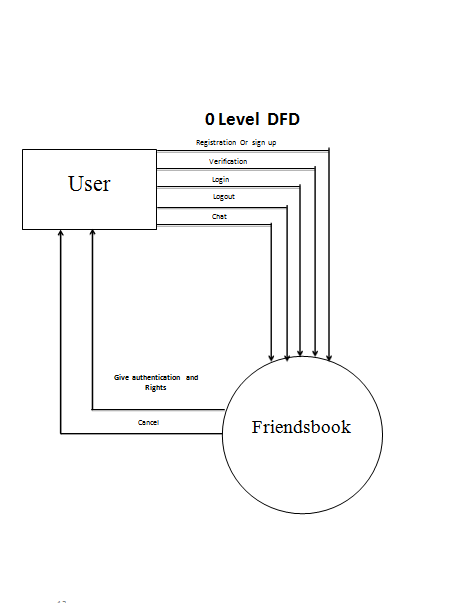 0 Level DFD
Registration Or sign up
Verification
User
Login
Logout
Chat
Give authentication and
Rights
Cancel
Friendsbook